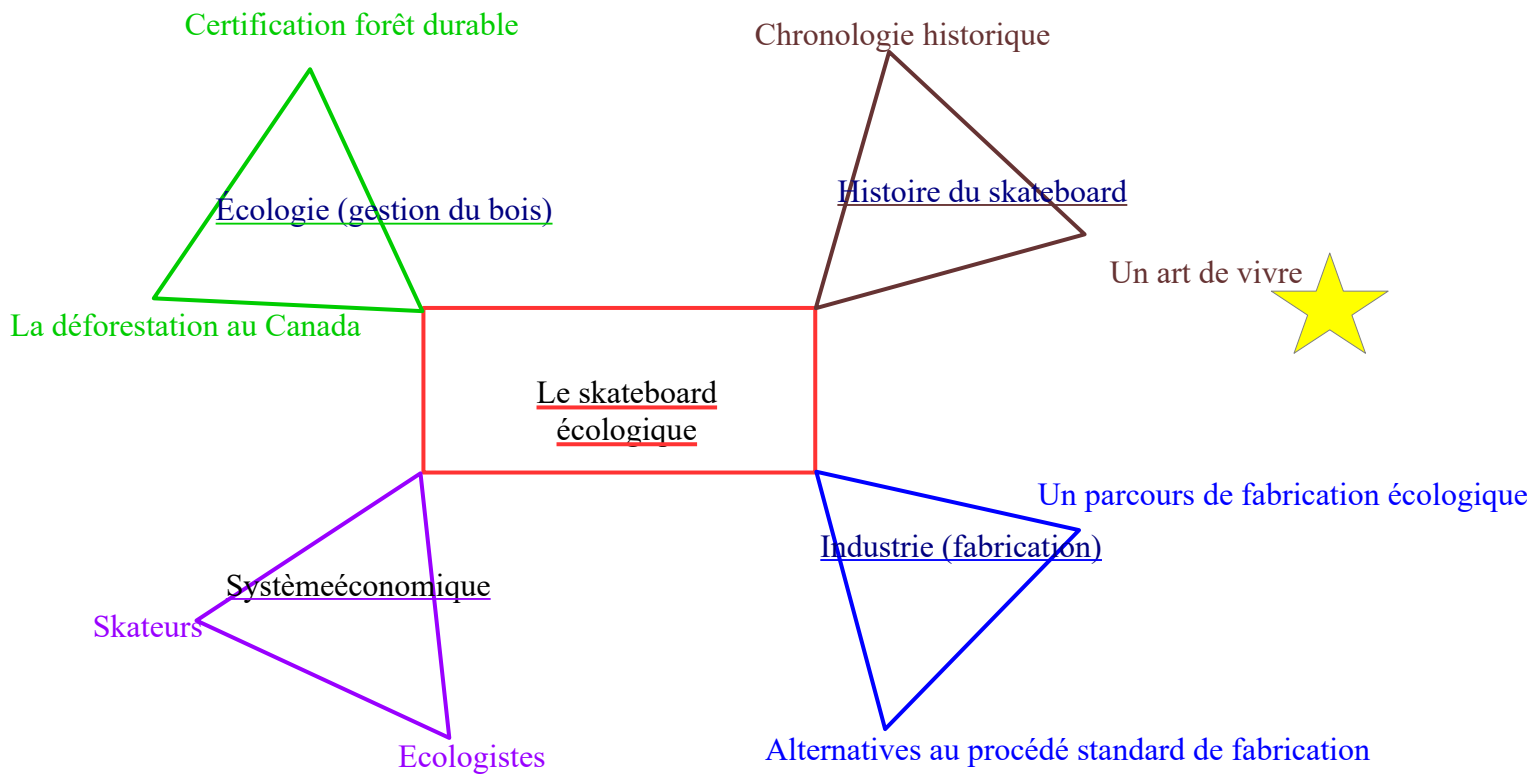 Certification forêt durable
Chronologie historique
Écologie (gestion du bois)
Histoire du skateboard
Un art de vivre
La déforestation au Canada
Le skateboard
écologique
Un parcours de fabrication écologique
Industrie (fabrication)
Systèmeéconomique
Skateurs
Ecologistes
Alternatives au procédé standard de fabrication